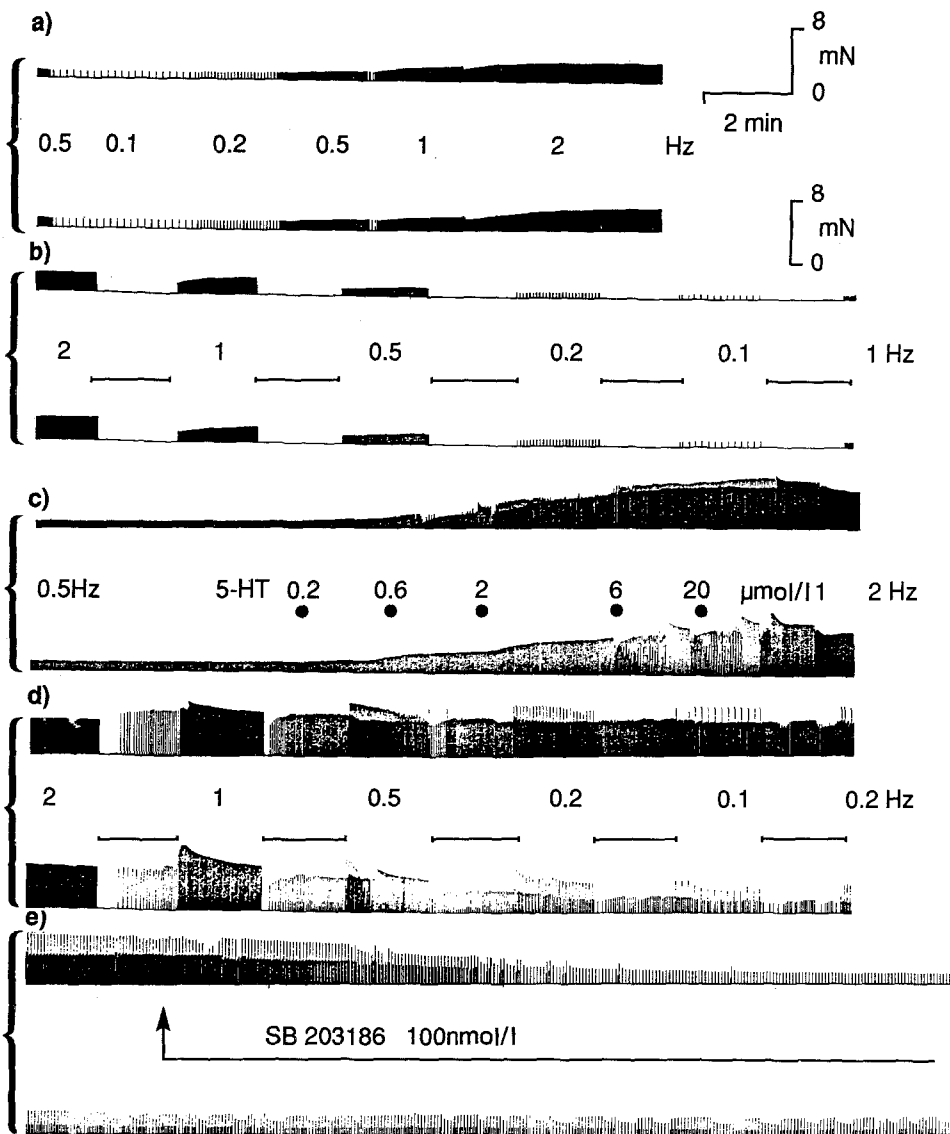 a)
8
mN
0
2 min
0.5 0.1 0.2 0.5 1 2 Hz
8
mN
0
b)
2 1 0.5 0.2 0.1 1 Hz
c)
0.5Hz 5-HT 0.2 0.6 2 6 20 µmol/l 1 2 Hz
d)
2 1 0.5 0.2 0.1 0.2 Hz
e)
SB 203186 100nmol/l